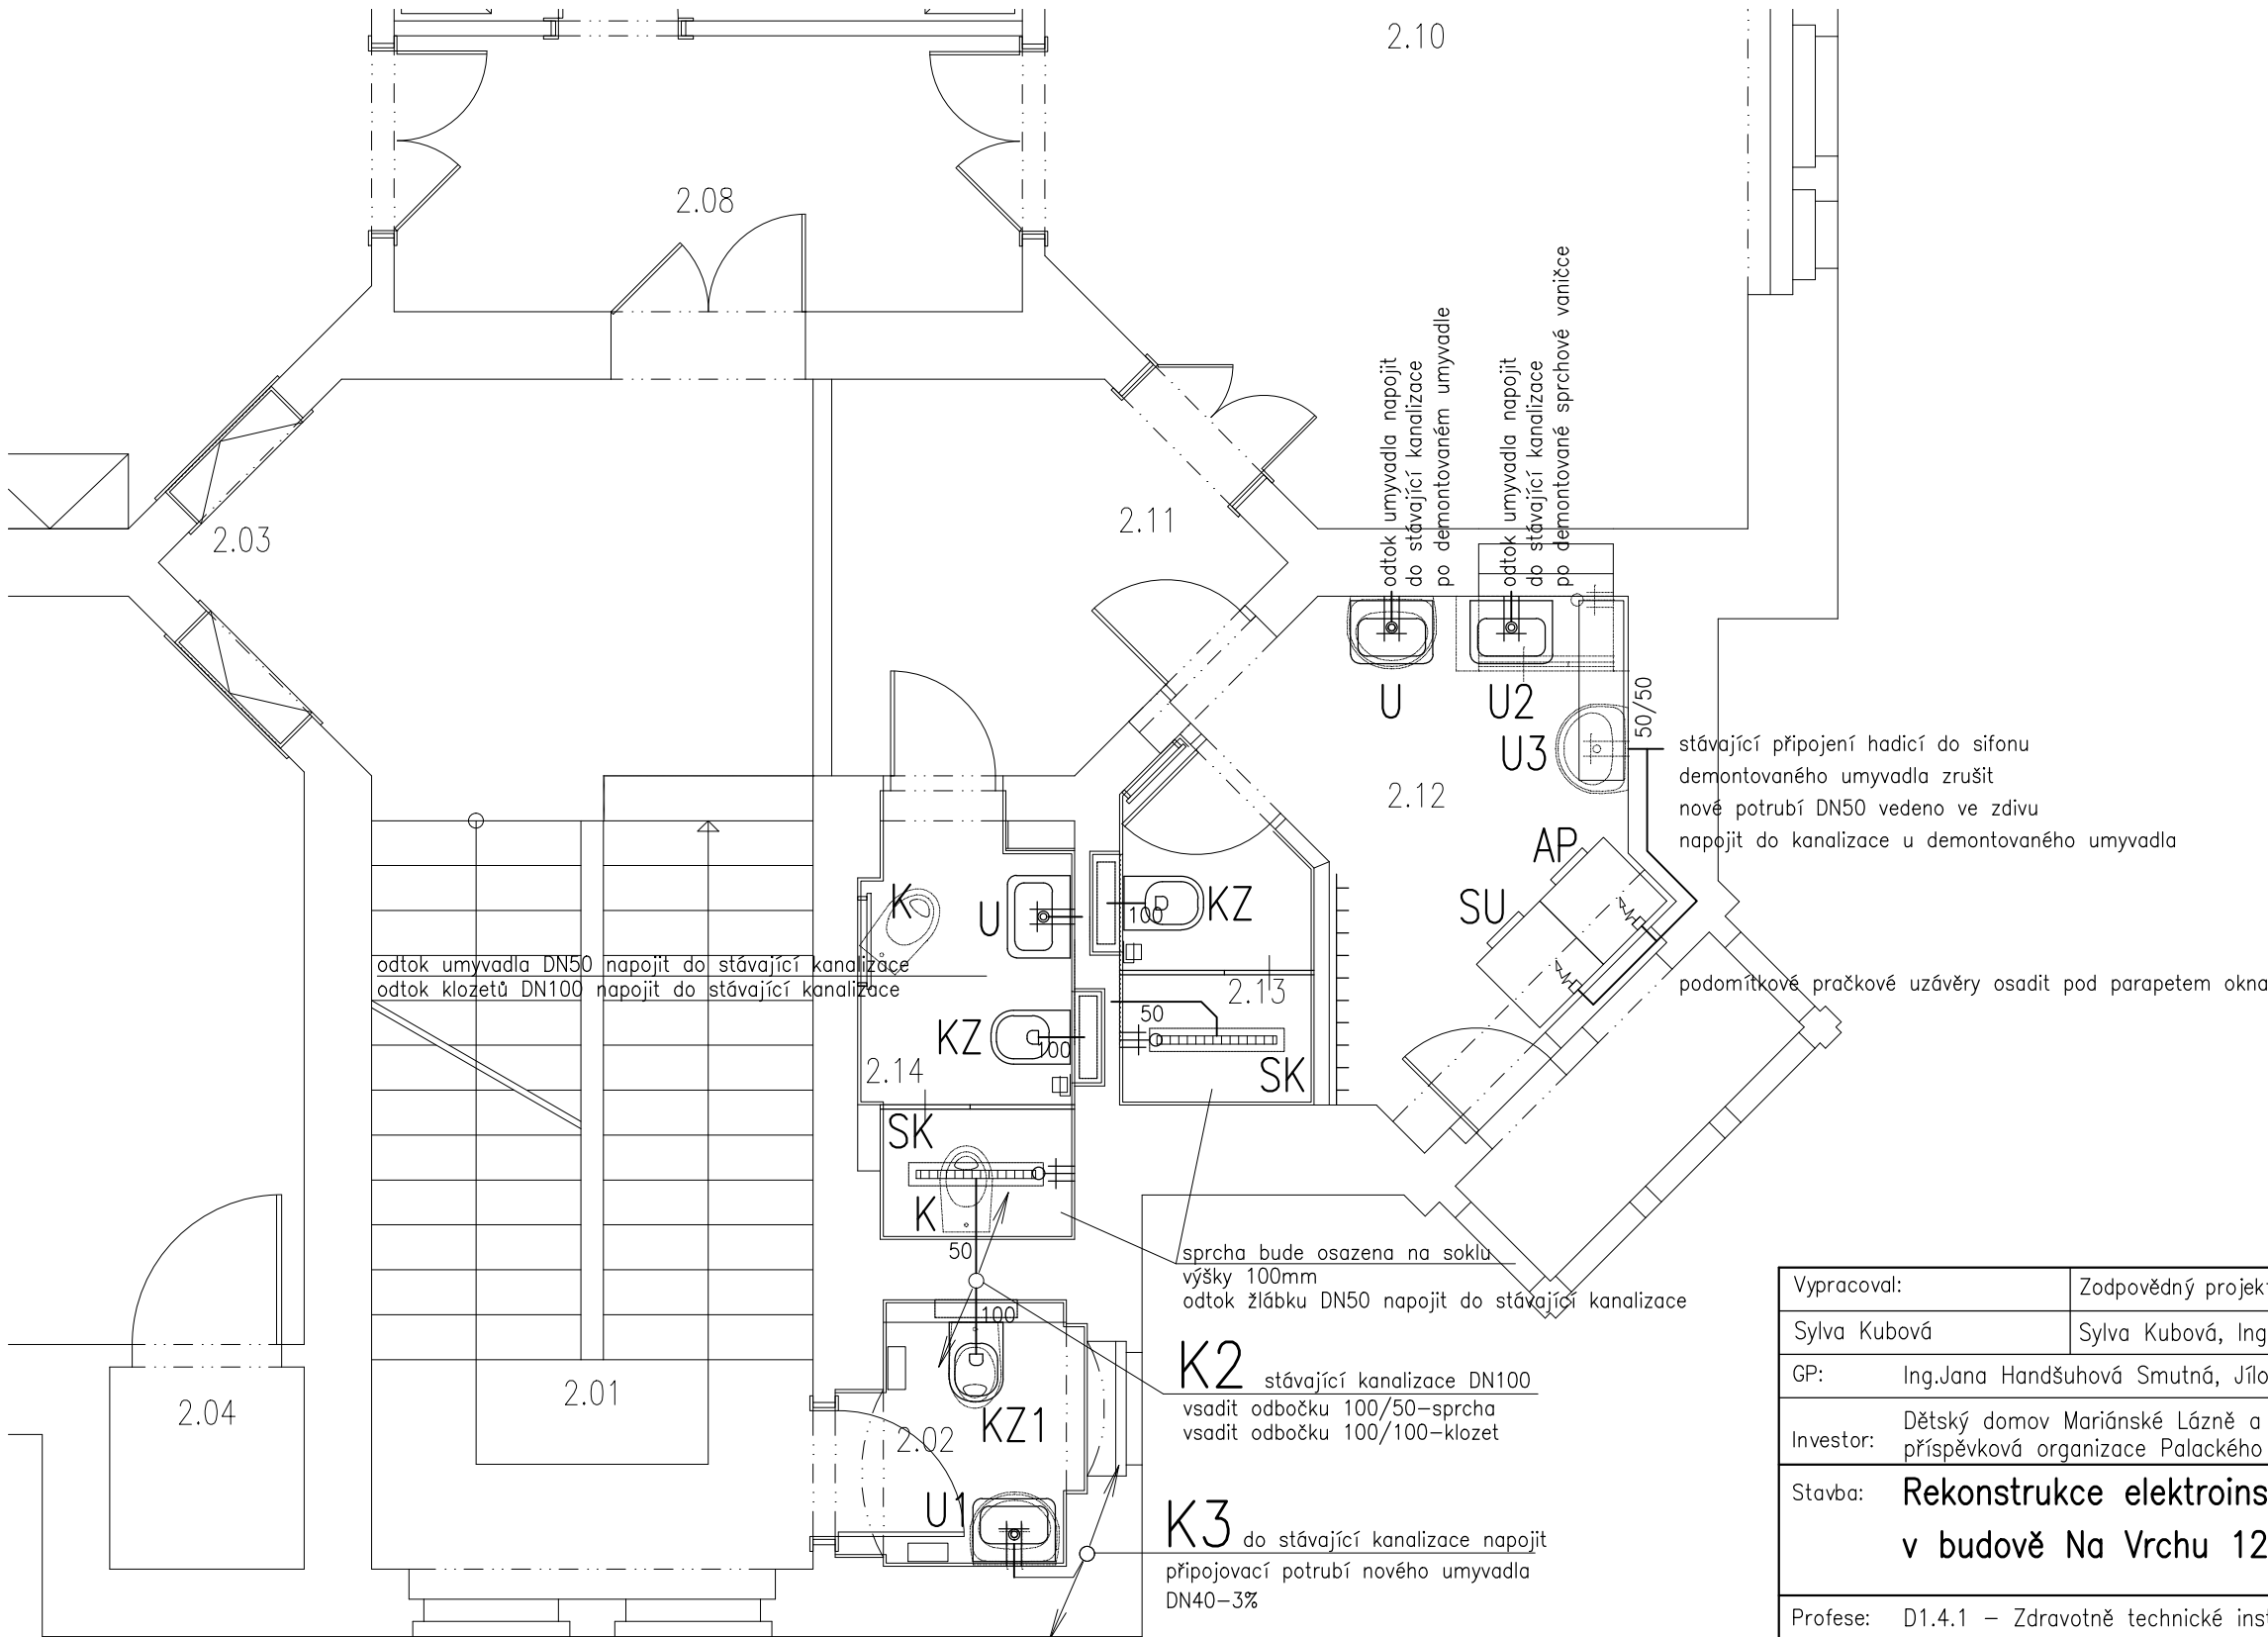 2.10
2.08
odtok umyvadla napojit
do stávající kanalizace
po demontovaném umyvadle
odtok umyvadla napojit
do stávající kanalizace
po demontované sprchové vaničce
2.03
2.11
U
U2
U3
50/50
stávající připojení hadicí do sifonu
demontovaného umyvadla zrušit
nové potrubí DN50 vedeno ve zdivu
napojit do kanalizace u demontovaného umyvadla
2.12
AP
SU
K
U
100
KZ
odtok umyvadla DN50 napojit do stávající kanalizace
odtok klozetů DN100 napojit do stávající kanalizace
podomítkové pračkové uzávěry osadit pod parapetem okna
2.13
50
KZ
100
2.14
SK
SK
K
50
sprcha bude osazena na soklu
výšky 100mm
odtok žlábku DN50 napojit do stávající kanalizace
100
K2 stávající kanalizace DN100
vsadit odbočku 100/50-sprcha
vsadit odbočku 100/100-klozet
2.04
2.01
2.02
KZ1
U1
K3 do stávající kanalizace napojit
připojovací potrubí nového umyvadla
DN40-3%
Vypracoval:
Zodpovědný projek
Sylva Kubová
Sylva Kubová, Ing
GP: Ing.Jana Handšuhová Smutná, Jílo
Investor: Dětský domov Mariánské Lázně a
příspěvková organizace Palackého
Stavba: Rekonstrukce elektroins
v budově Na Vrchu 12
Profese: D1.4.1 – Zdravotně technické ins